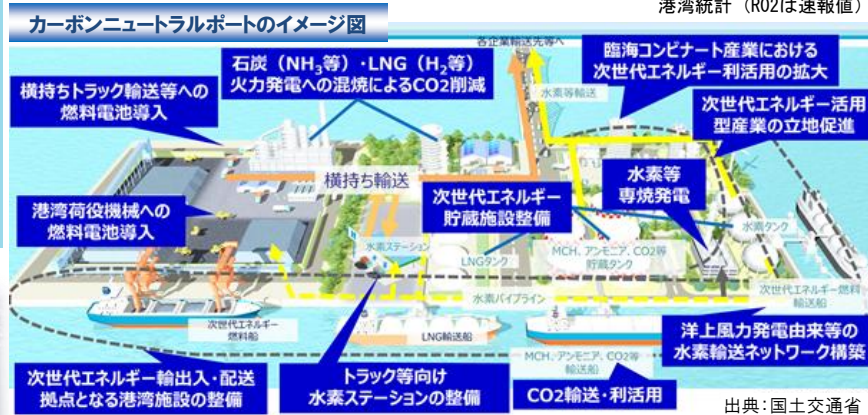 港湾統計（R02は速報値）
カーボンニュートラルポートのイメージ図
各企業輸送先等へ
石炭（NH3等）・LNG（H2等）
火力発電への混焼によるCO2削減
臨海コンビナート産業における
次世代エネルギー利活用の拡大
横持ちトラック輸送等への
燃料電池導入
水素等輸送
次世代エネルギー活用
型産業の立地促進
横持ち輸送
水素等
専焼発電
次世代エネルギー
貯蔵施設整備
港湾荷役機械への
燃料電池導入
水素ステーション
LNGタンク
MCH、アンモニア、CO2等
貯蔵タンク
水素タンク
水素パイプライン
次世代エネルギー燃料
輸送船
次世代エネルギー
燃料船
LNG輸送船
洋上風力発電由来等の
水素輸送ネットワーク構築
MCH、アンモニア、CO2等
輸送船
次世代エネルギー輸出入・配送
拠点となる港湾施設の整備
トラック等向け
水素ステーションの整備
CO2輸送・利活用
出典：国土交通省